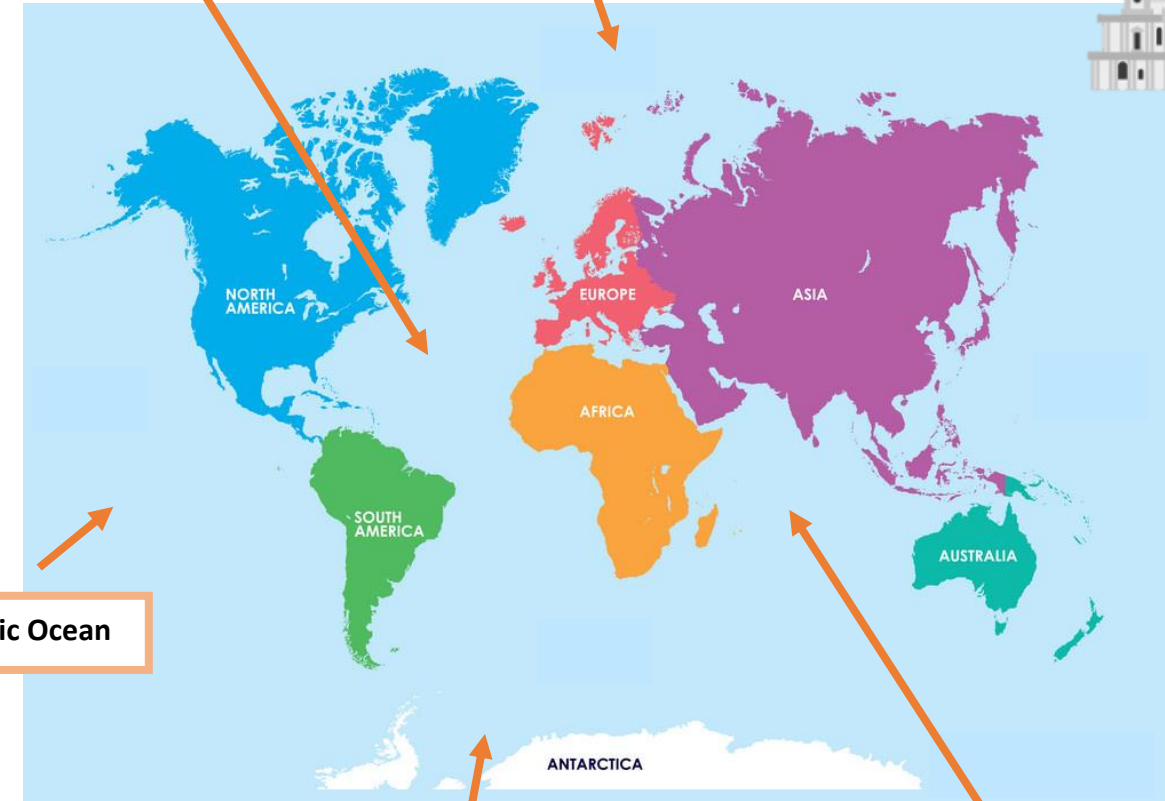 NORTH
AMERICA
EUROPE
ASIA
AFRICA
SOUTH
AMERICA
AUSTRALIA
ic Ocean
ANTARCTICA